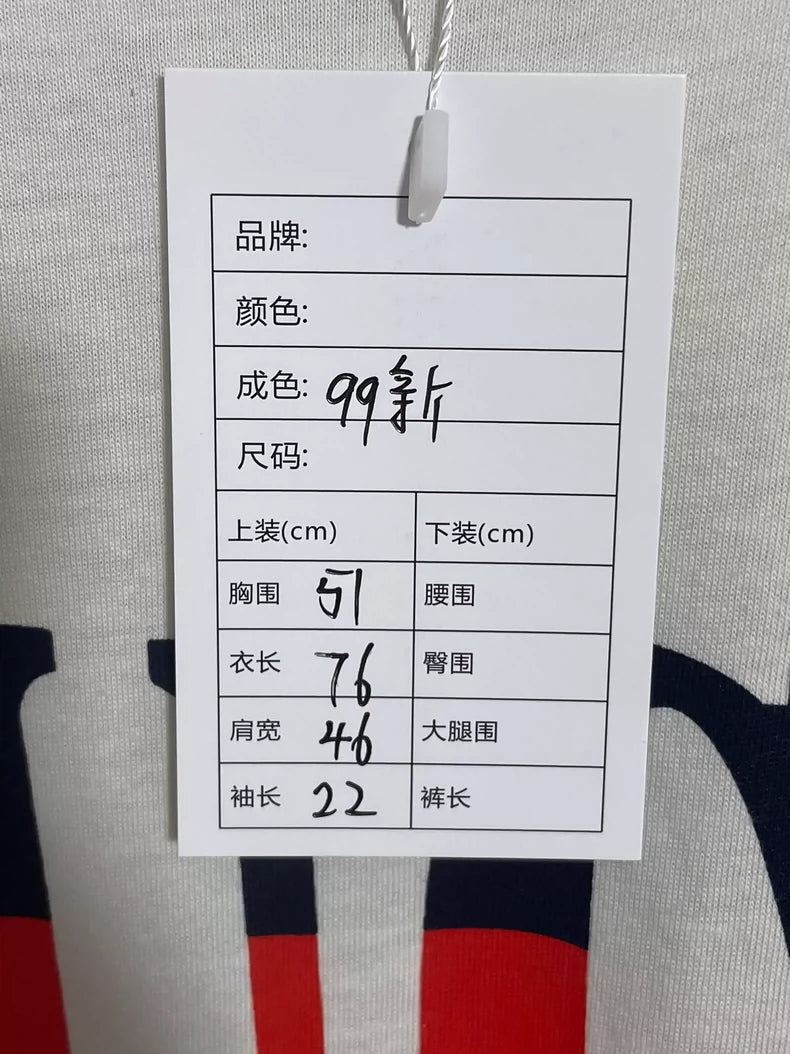 品牌:
颜色:
成色: 99新
尺码:
上装(cm) 下装(cm)
胸围 51 腰围
衣长 76 臀围
肩宽 46 大腿围
袖长 22 裤长